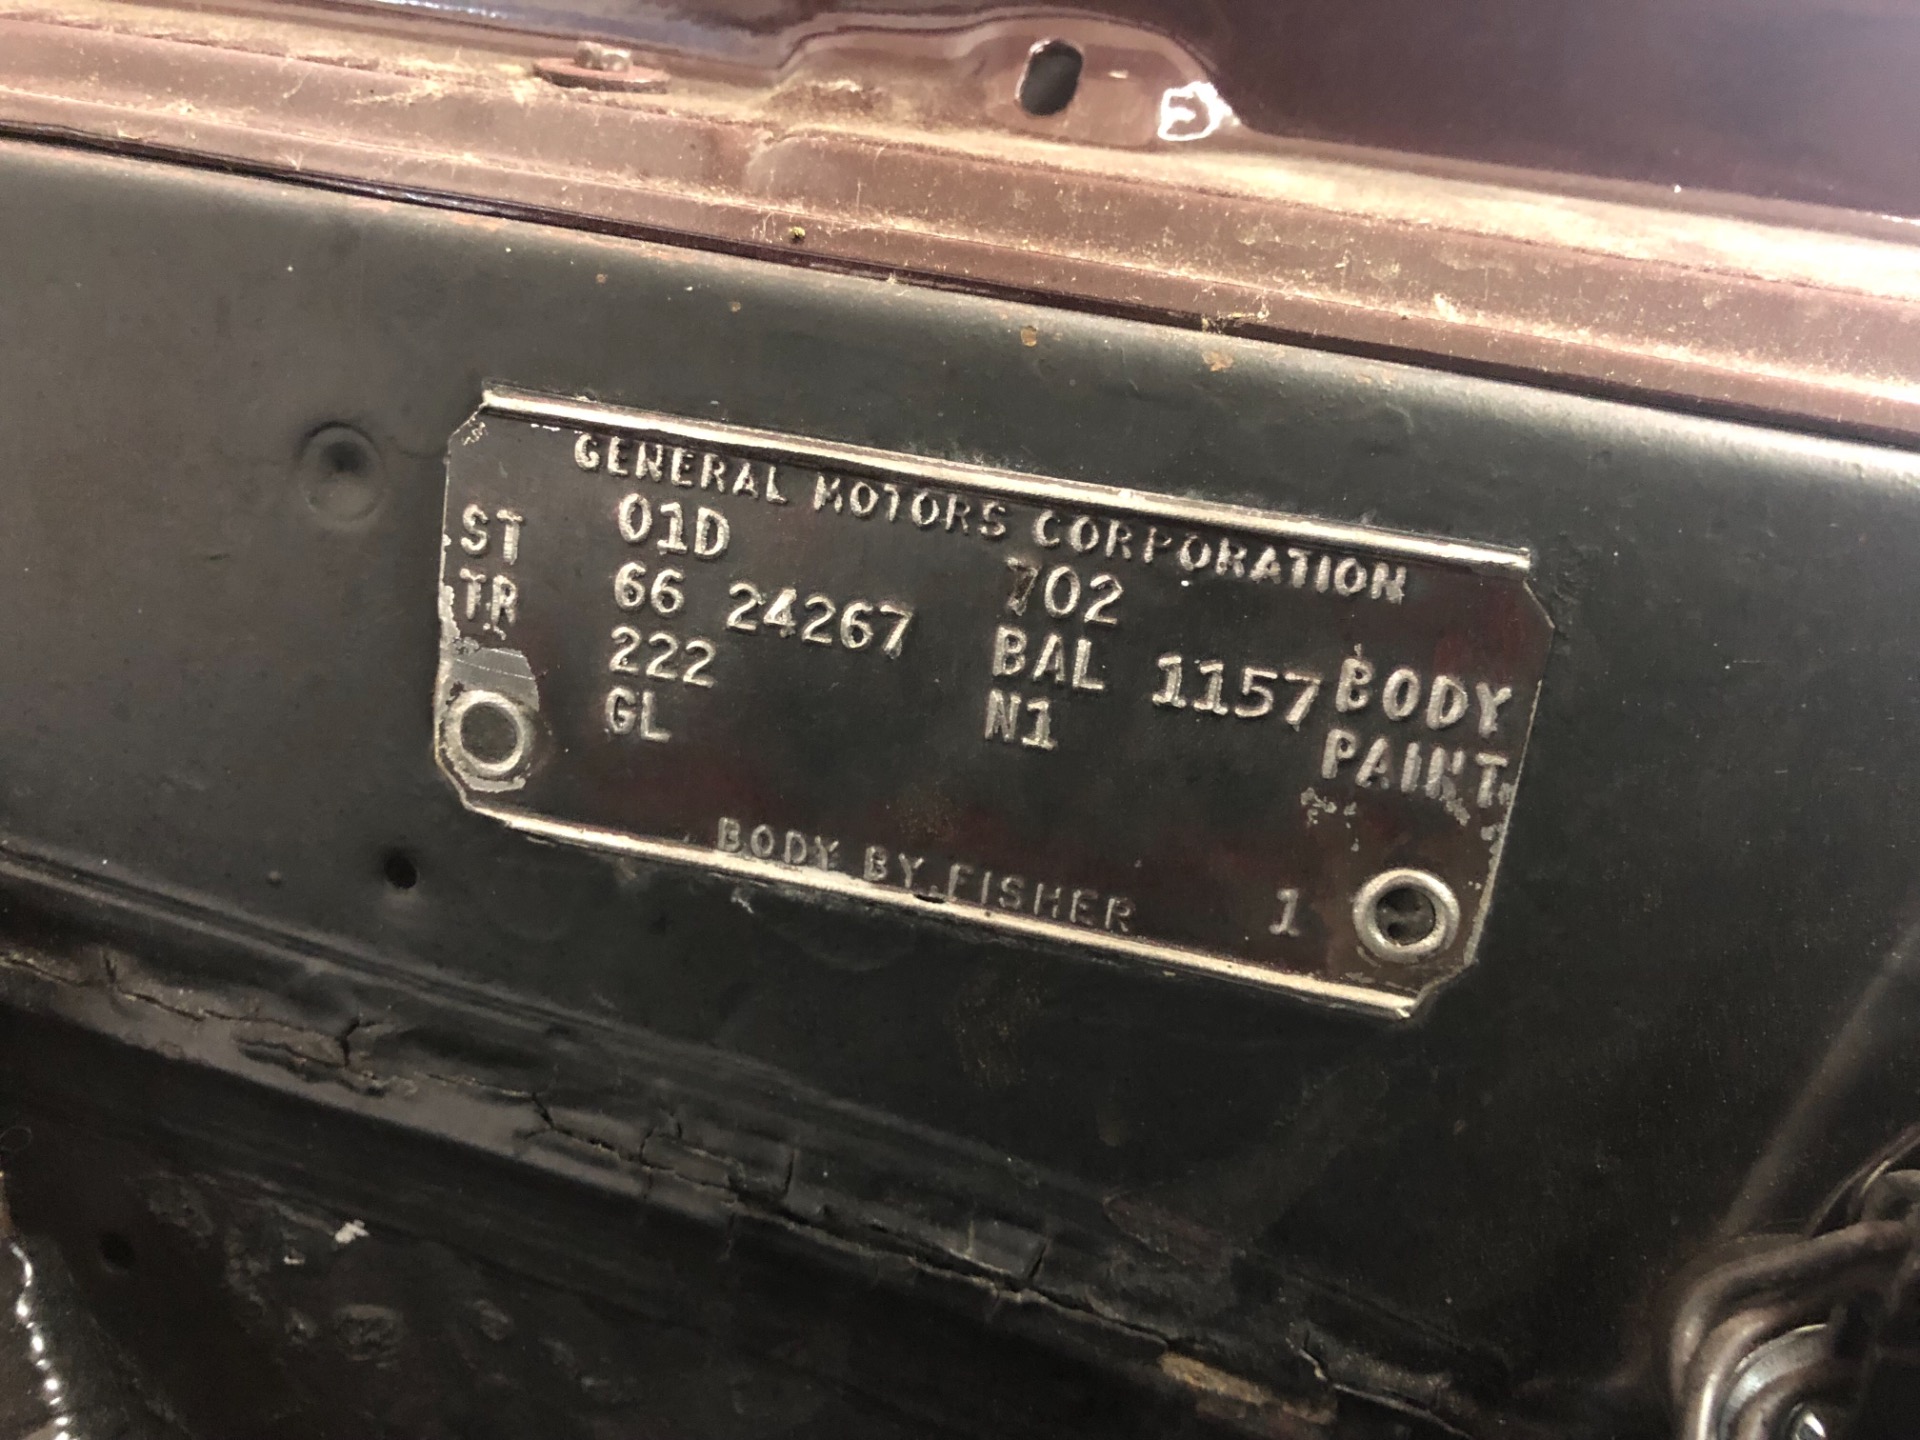 GENERAL MOTORS CORPORATION
01D 702
ST 66 24267 BAL 1157 BODY
TR 222 N1 PAINT
GL
BODY BY FISHER 1